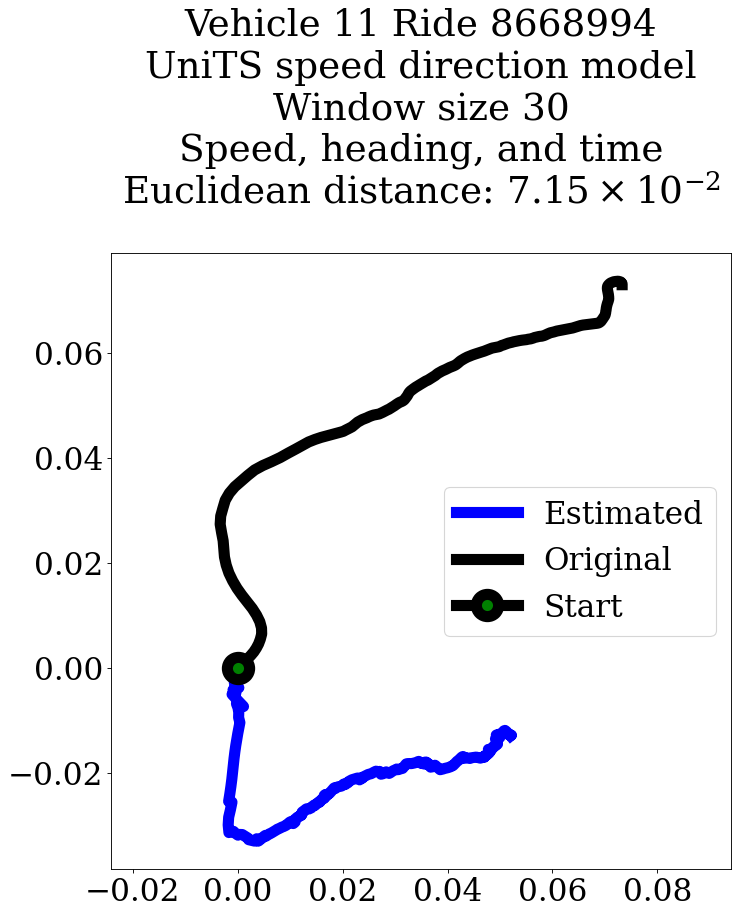 Vehicle 11 Ride 8668994
UniTS speed direction model
Window size 30
Speed, heading, and time
Euclidean distance: 7.15 × 10⁻²
0.06
0.04
0.02
0.00
−0.02
Estimated
Original
Start
−0.02 0.00 0.02 0.04 0.06 0.08